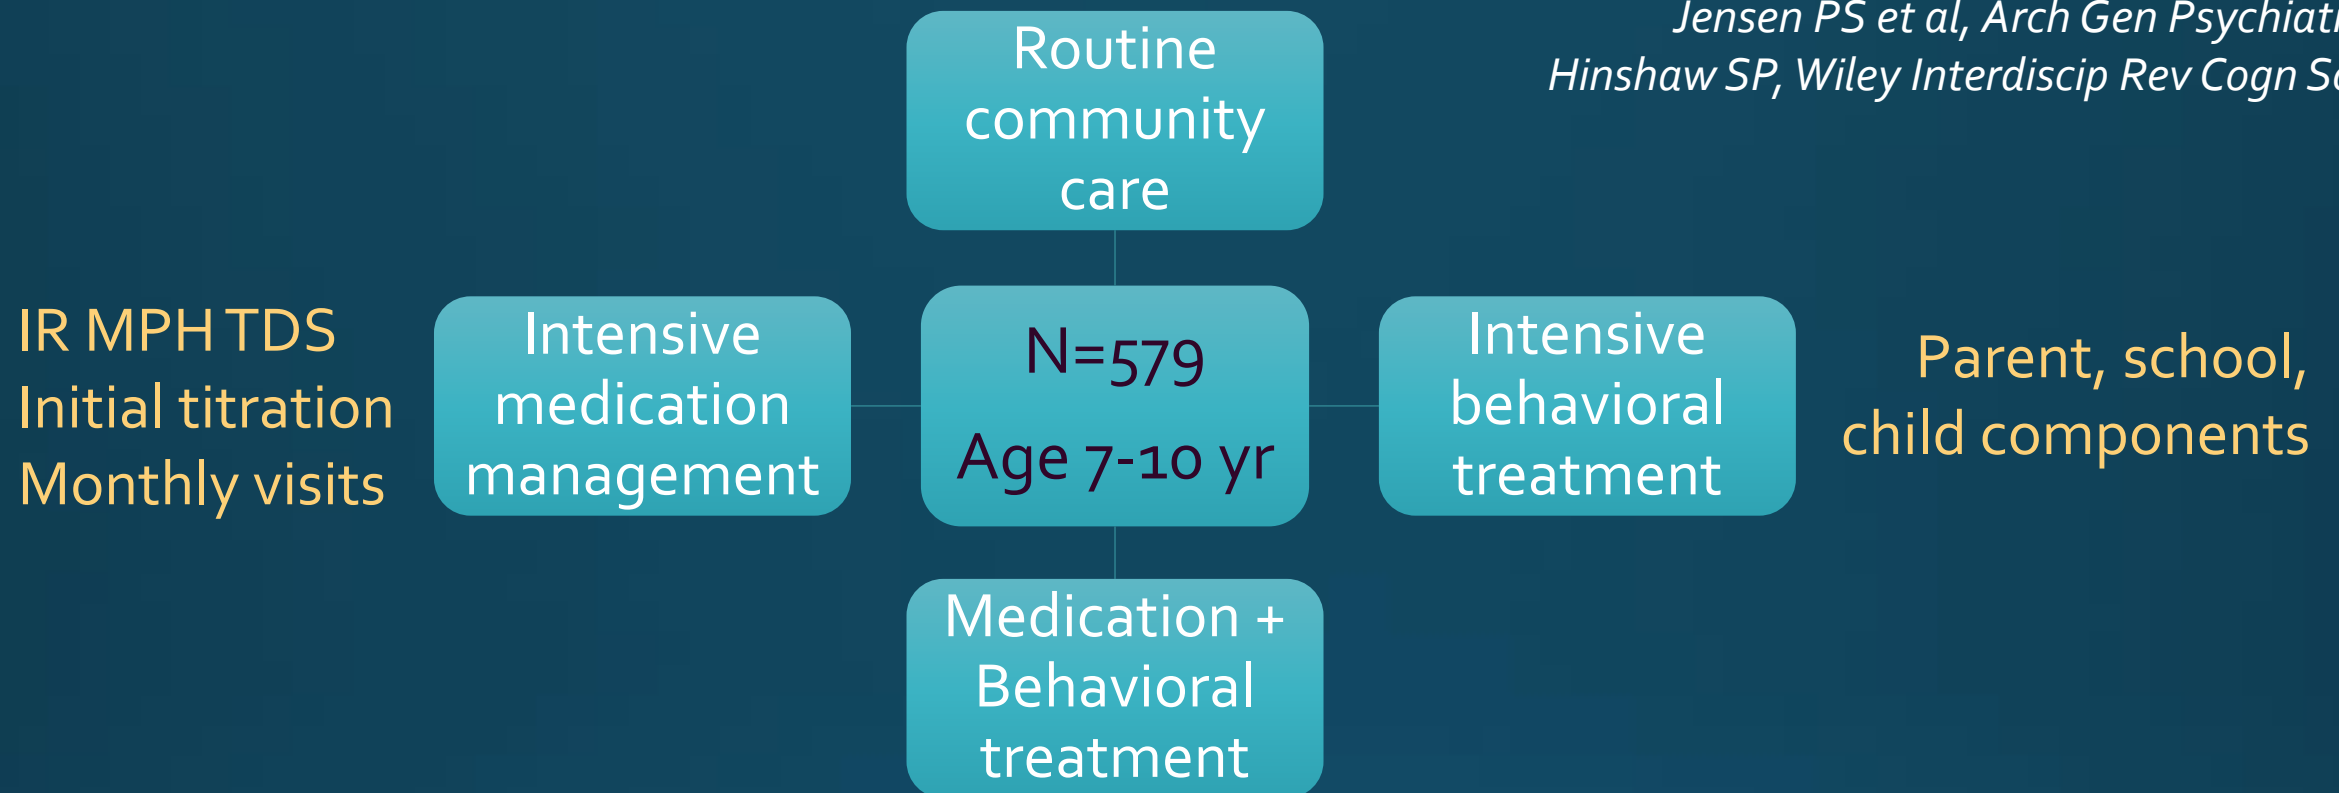 Jensen PS et al, Arch Gen
Hinshaw SP, Wiley Interdiscip Rev Cogn
Routine
community
care
IR MPH TDS
Initial titration
Monthly visits
Intensive
medication
management
N=579
Age 7-10 yr
Intensive
behavioral
treatment
Parent, school,
child components
Medication +
Behavioral
treatment